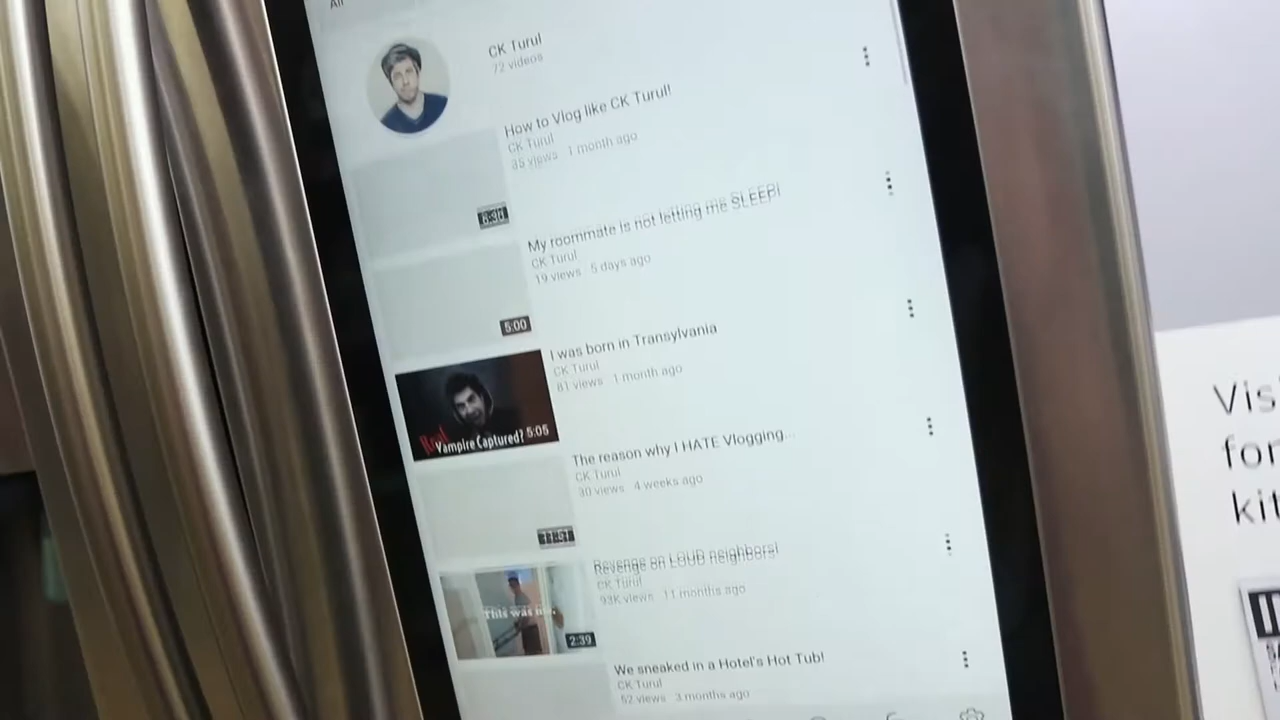 All
CK Turul
72 videos
How to Vlog like CK Turul!
CK Turul
35 views 1 month ago
My roommate is not letting me SLEEP!
CK Turul
19 views 5 days ago
5:00
I was born in Transylvania
CK Turul
81 views 1 month ago
Real Vampire Captured? 5:05
The reason why I HATE Vlogging...
CK Turul
30 views 4 weeks ago
Revenge on LOUD neighbors!
CK Turul
93K views 11 months ago
This was
2:39
We sneaked in a Hotel's Hot Tub!
CK Turul
52 views 3 months ago
Vis
for
kit